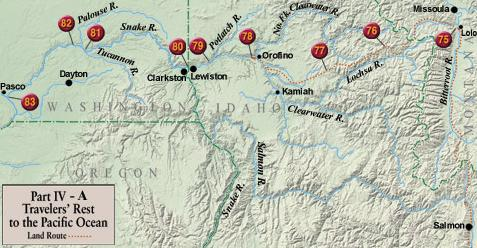 82
Palouse R.
81
Snake R.
Tucannon R.
80
79
Potlatch R.
78
No. Fk. Clearwater R.
77
76
75
Missoula
Lolo
Orofino
Lochsa R.
Bitterroot R.
Pasco
83
Dayton
Clarkston
Lewiston
Kamiah
Clearwater R.
WASHINGTON
IDAHO
OREGON
Salmon R.
Snake R.
Salmon
Part IV - A
Travelers' Rest
to the Pacific Ocean
Land Route